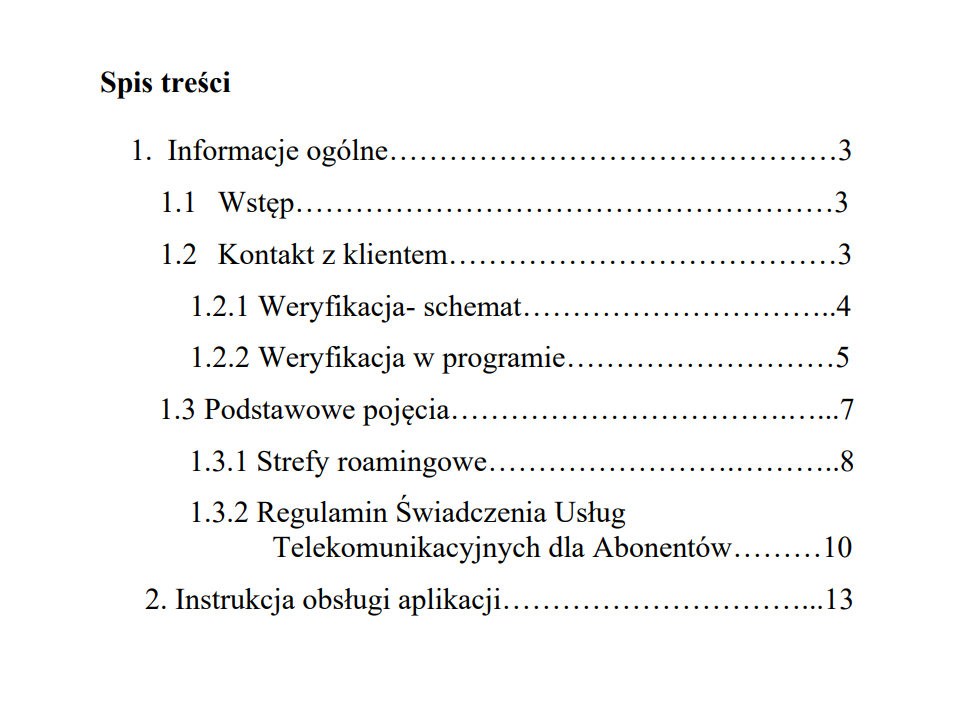 Spis treści
1. Informacje ogólne………………………………………3
1.1 Wstęp………………………………………………3
1.2 Kontakt z klientem…………………………………3
1.2.1 Weryfikacja- schemat…………………………..4
1.2.2 Weryfikacja w programie………………………5
1.3 Podstawowe pojęcia…………………………….…...7
1.3.1 Strefy roamingowe…………………….………..8
1.3.2 Regulamin Świadczenia Usług
Telekomunikacyjnych dla Abonentów………10
2. Instrukcja obsługi aplikacji…………………………...13